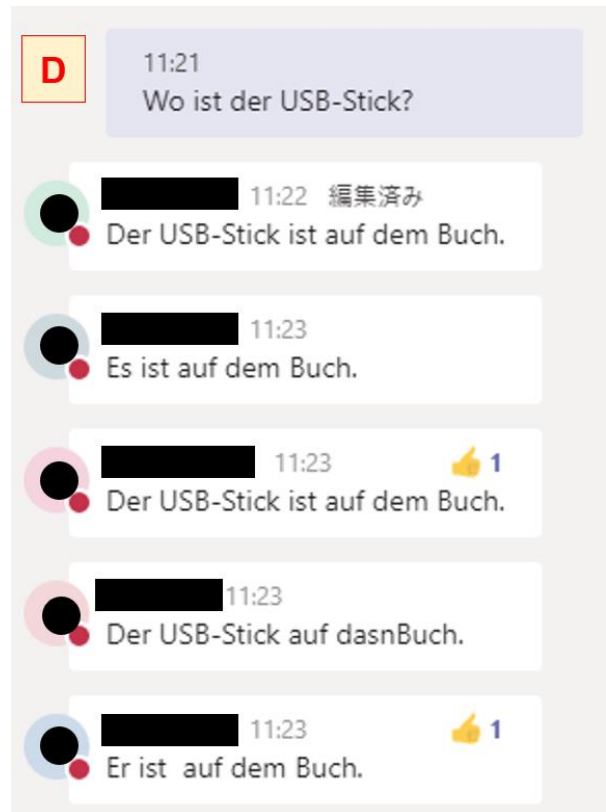 D
11:21
Wo ist der USB-Stick?
11:22 編集済み
Der USB-Stick ist auf dem Buch.
11:23
Es ist auf dem Buch.
11:23 👍 1
Der USB-Stick ist auf dem Buch.
11:23
Der USB-Stick auf dasnBuch.
11:23 👍 1
Er ist  auf dem Buch.